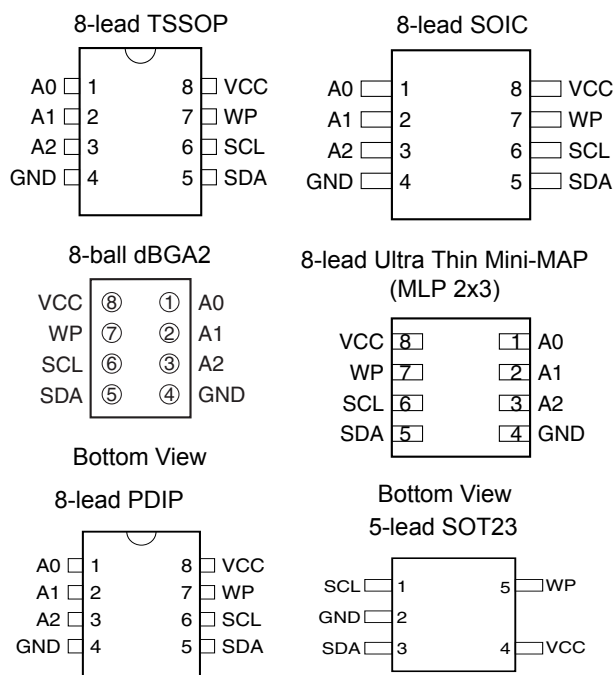 8-lead TSSOP
A0 1 8 VCC
A1 2 7 WP
A2 3 6 SCL
GND 4 5 SDA
8-lead SOIC
A0 1 8 VCC
A1 2 7 WP
A2 3 6 SCL
GND 4 5 SDA
8-ball dBGA2
VCC 8 1 A0
WP 7 2 A1
SCL 6 3 A2
SDA 5 4 GND
Bottom View
8-lead Ultra Thin Mini-MAP
(MLP 2x3)
VCC 8 1 A0
WP 7 2 A1
SCL 6 3 A2
SDA 5 4 GND
Bottom View
8-lead PDIP
A0 1 8 VCC
A1 2 7 WP
A2 3 6 SCL
GND 4 5 SDA
5-lead SOT23
SCL 1 5 WP
GND 2
SDA 3 4 VCC